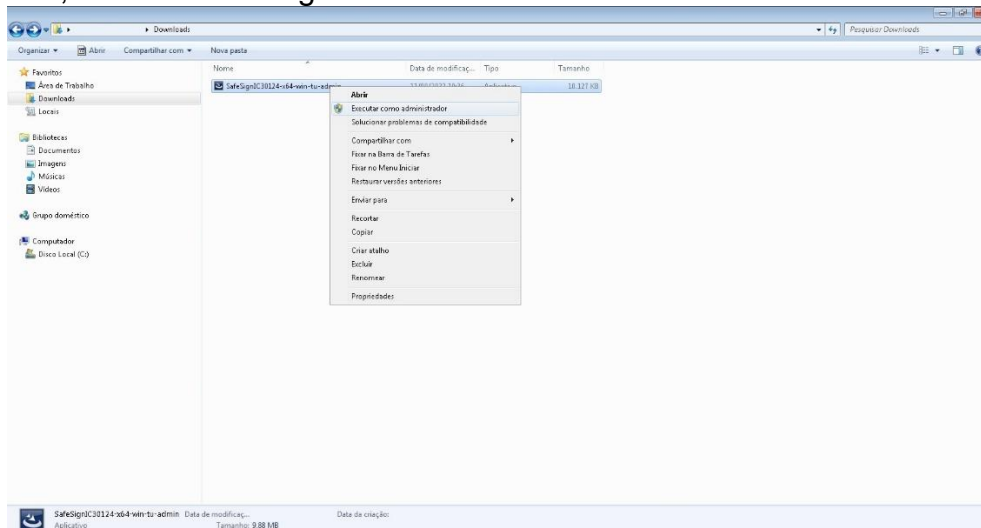 Downloads
Pesquisar Downloads
Organizar
Abrir
Compartilhar com
Nova pasta
Favoritos
Área de Trabalho
Downloads
Locais
Bibliotecas
Documentos
Imagens
Músicas
Vídeos
Grupo doméstico
Computador
Disco Local (C:)
Nome Data de modificaç... Tipo Tamanho
SafeSignIC30124-x64-win-tu-admin 10.127 KB
Abrir
Executar como administrador
Solucionar problemas de compatibilidade
Compartilhar com
Fixar na Barra de Tarefas
Fixar no Menu Iniciar
Restaurar versões anteriores
Enviar para
Recortar
Copiar
Criar atalho
Excluir
Renomear
Propriedades
SafeSignIC30124-x64-win-tu-admin Data de modificaç... Data da criação:
Aplicativo Tamanho: 9,88 MB